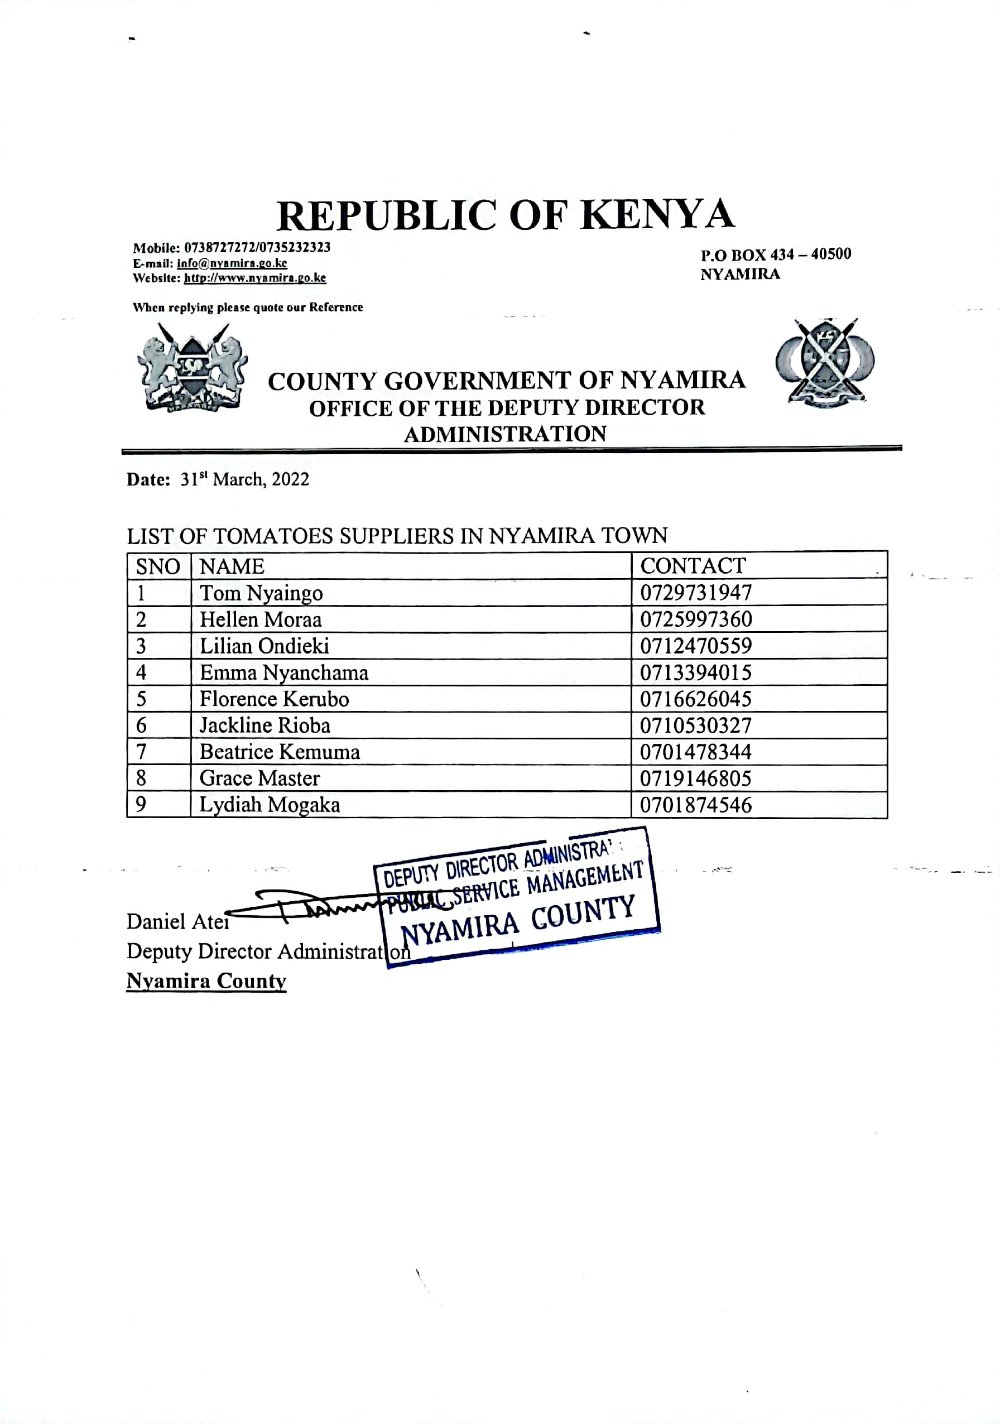 REPUBLIC OF KENYA
Mobile: 0738727272/0735232323
E-mail: info@nyamira.go.ke
Website: http://www.nyamira.go.ke
P.O BOX 434 – 40500
NYAMIRA
When replying please quote our Reference
COUNTY GOVERNMENT OF NYAMIRA
OFFICE OF THE DEPUTY DIRECTOR
ADMINISTRATION
Date: 31st March, 2022
LIST OF TOMATOES SUPPLIERS IN NYAMIRA TOWN
SNO NAME CONTACT
1 Tom Nyaingo 0729731947
2 Hellen Moraa 0725997360
3 Lilian Ondieki 0712470559
4 Emma Nyanchama 0713394015
5 Florence Kerubo 0716626045
6 Jackline Rioba 0710530327
7 Beatrice Kemuma 0701478344
8 Grace Master 0719146805
9 Lydiah Mogaka 0701874546
DEPUTY DIRECTOR ADMINISTRAT
PUBLIC SERVICE MANAGEMENT
NYAMIRA COUNTY
Daniel Atei
Deputy Director Administration
Nyamira County